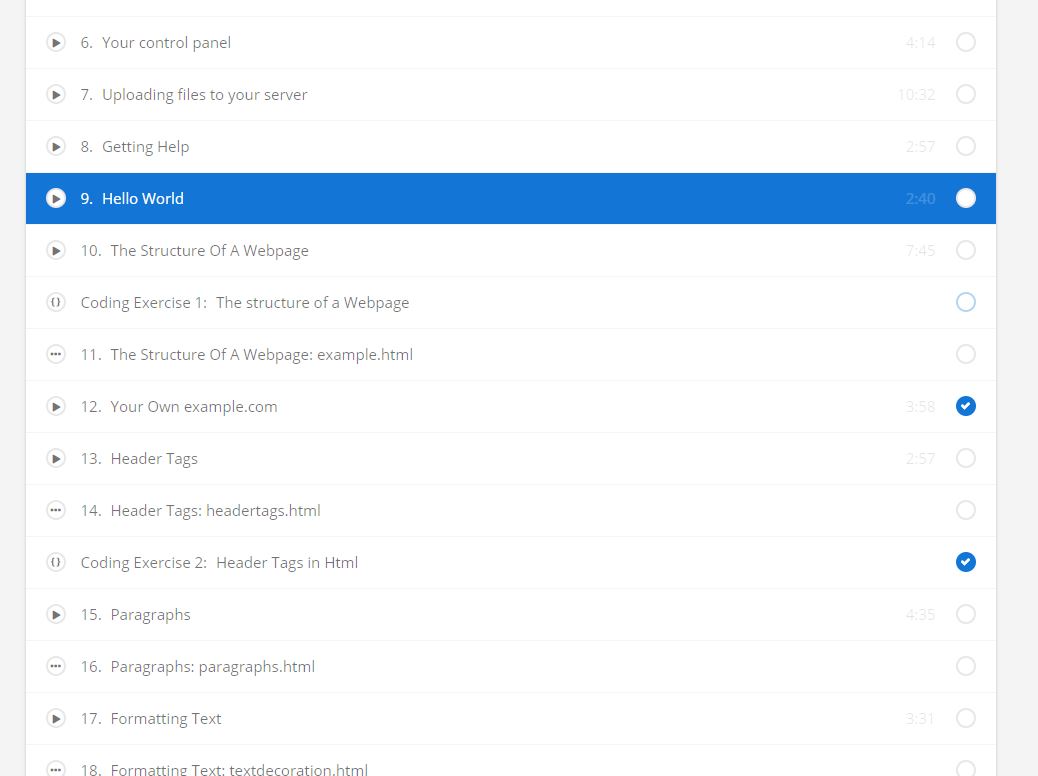 6. Your control panel 4:14
7. Uploading files to your server 10:32
8. Getting Help 2:57
9. Hello World 2:40
10. The Structure Of A Webpage 7:45
{} Coding Exercise 1: The structure of a Webpage
11. The Structure Of A Webpage: example.html
12. Your Own example.com 3:58
13. Header Tags 2:57
14. Header Tags: headertags.html
{} Coding Exercise 2: Header Tags in Html
15. Paragraphs 4:35
16. Paragraphs: paragraphs.html
17. Formatting Text 3:31
18. Formatting Text: textdecoration.html